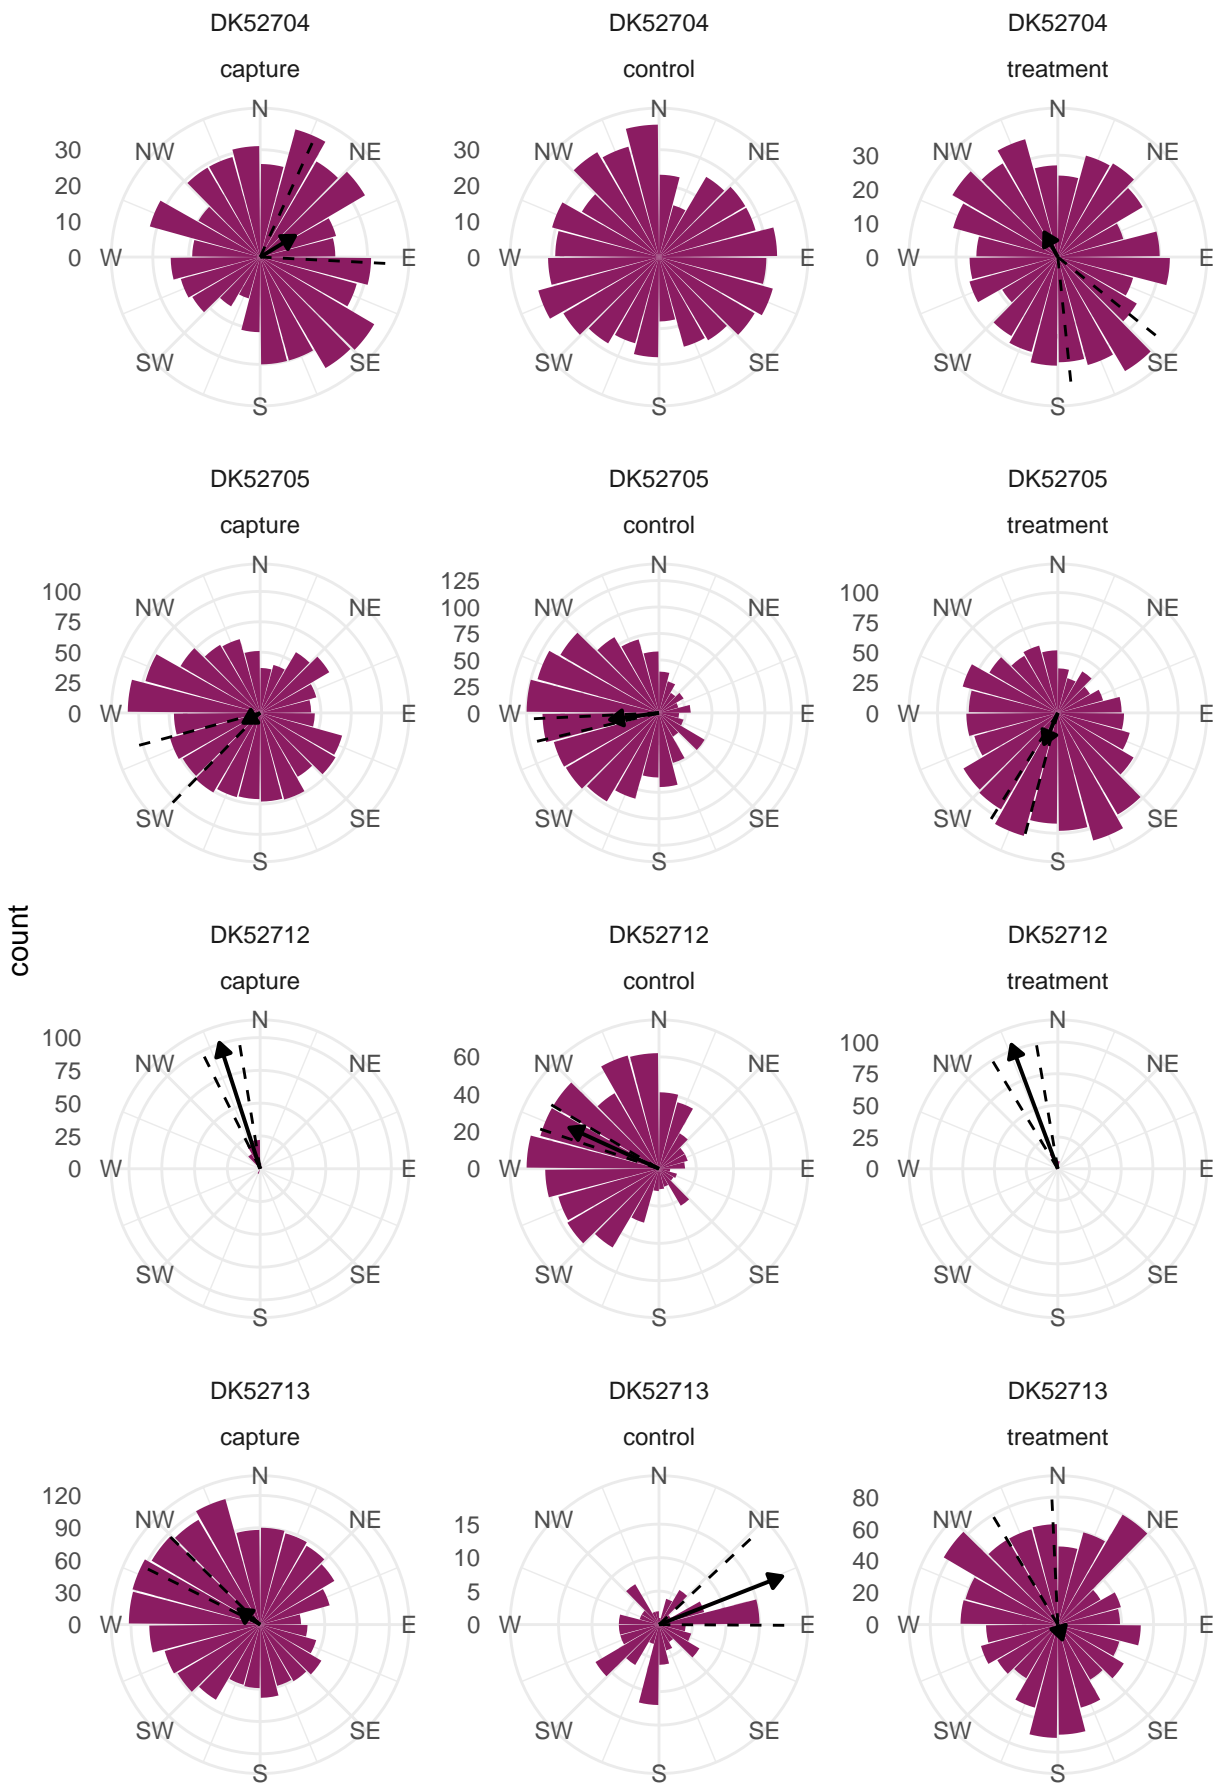 DK52704 DK52704 DK52704
capture control treatment
N N N
NW NE NW NE NW NE
30 30 30
20 20 20
10 10 10
0 W E 0 W E 0 W E
SW SE SW SE SW SE
S S S
DK52705 DK52705 DK52705
capture control treatment
N N N
NW NE NW NE NW NE
100 125 100
75 100 75
50 75 50
25 50 25
0 25 0
0
W E W E W E
SW SE SW SE SW SE
S S S
count
DK52712 DK52712 DK52712
capture control treatment
N N N
NW NE NW NE NW NE
100 60 100
75 40 75
50 20 50
25 0 25
0 0
W E W E W E
SW SE SW SE SW SE
S S S
DK52713 DK52713 DK52713
capture control treatment
N N N
NW NE NW NE NW NE
120 15 80
90 10 60
60 5 40
30 0 20
0 0
W E W E W E
SW SE SW SE SW SE
S S S